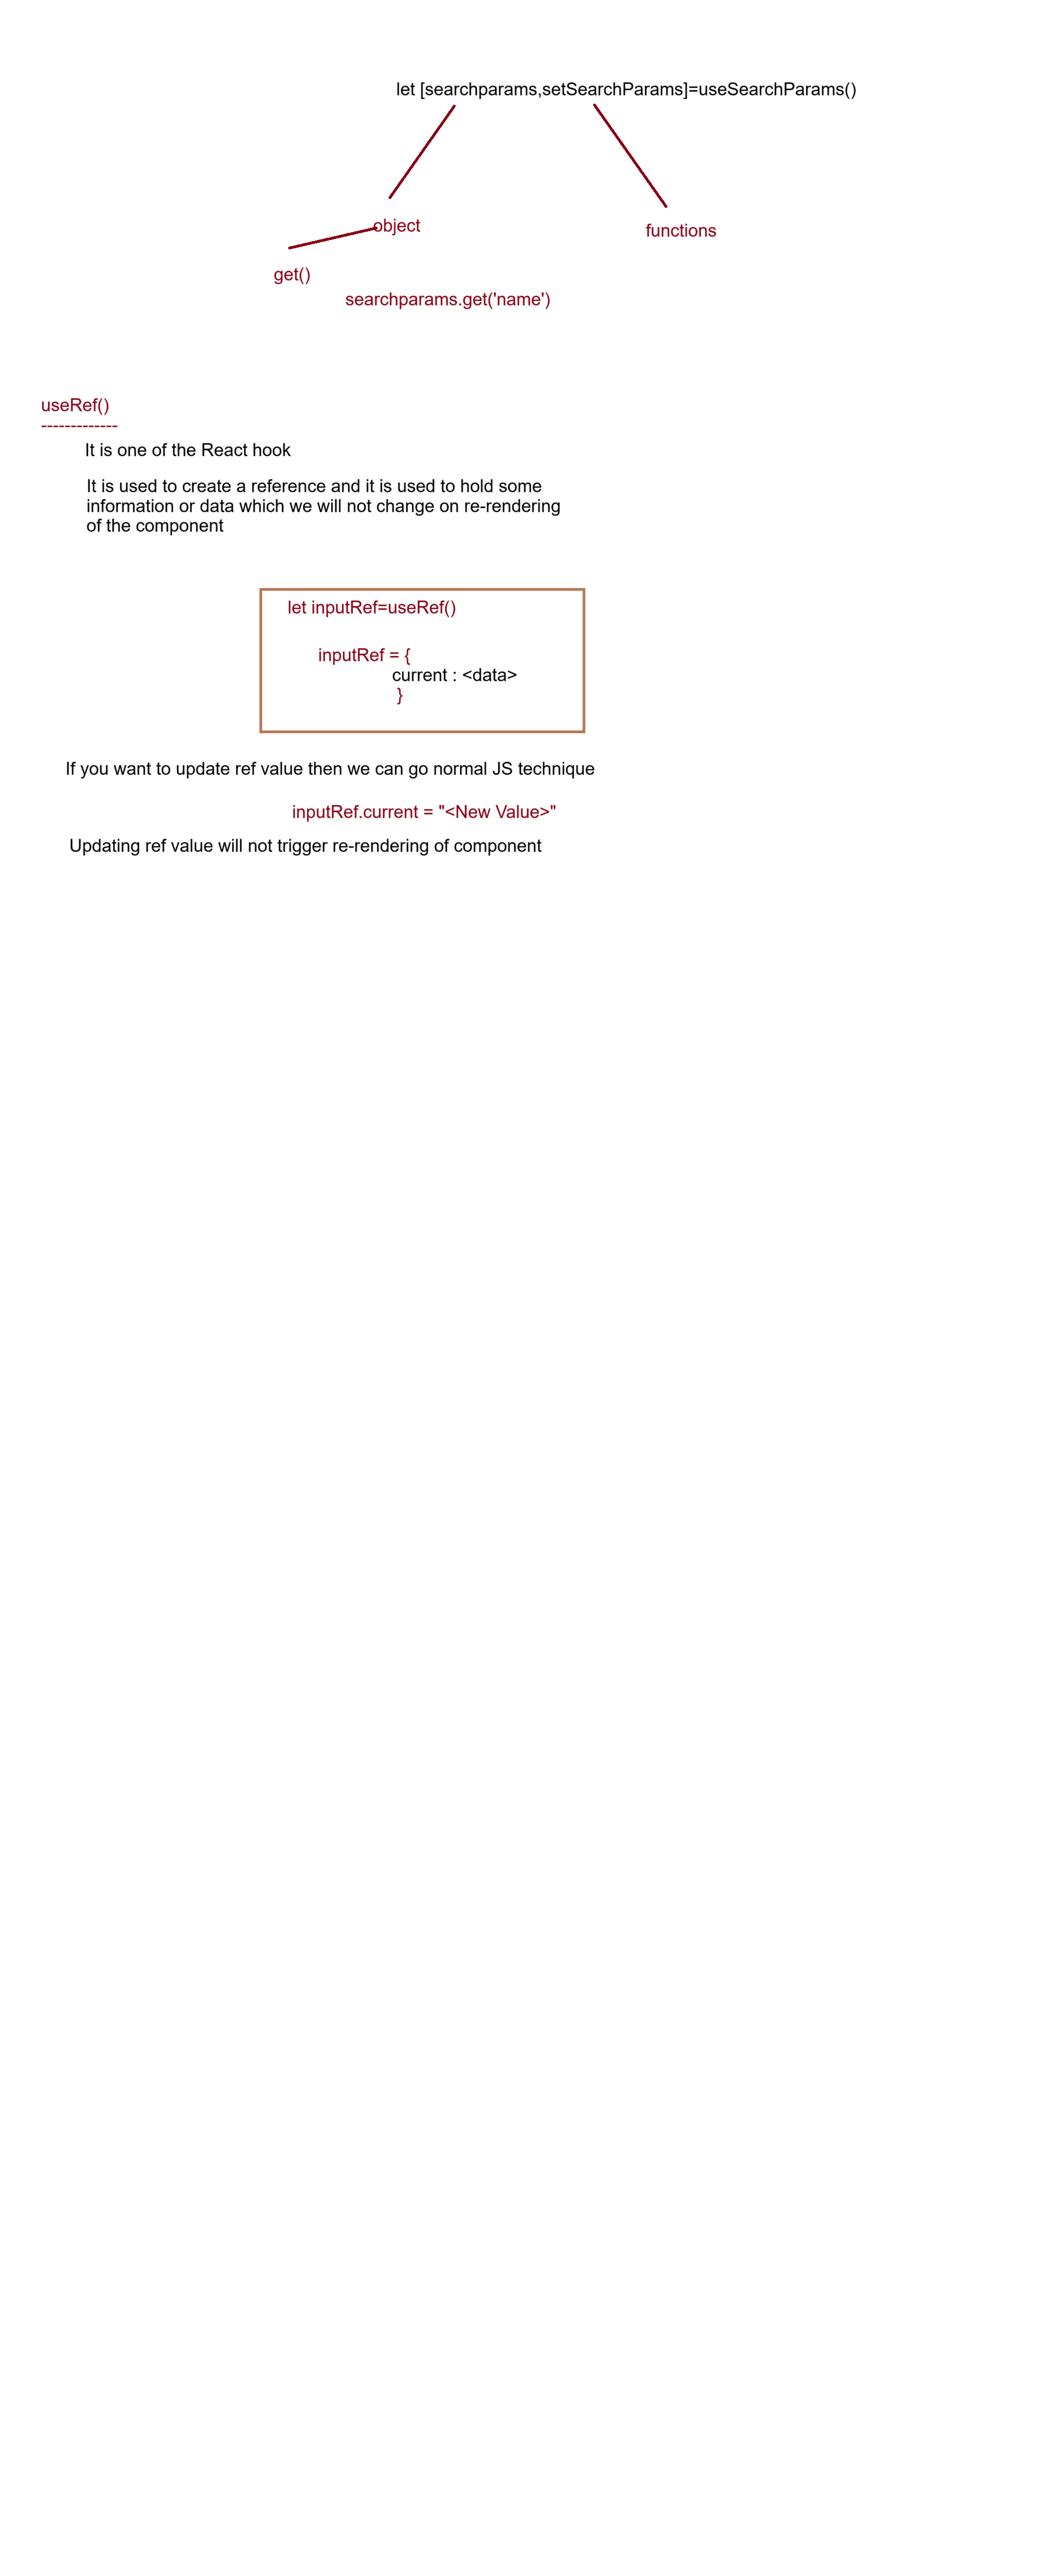 let [searchparams,setSearchParams]=useSearchParams()
object
functions
get()
searchparams.get('name')
useRef()
-------------
It is one of the React hook
It is used to create a reference and it is used to hold some
information or data which we will not change on re-rendering
of the component
let inputRef=useRef()
inputRef = {
current : <data>
}
If you want to update ref value then we can go normal JS technique
inputRef.current = "<New Value>"
Updating ref value will not trigger re-rendering of component